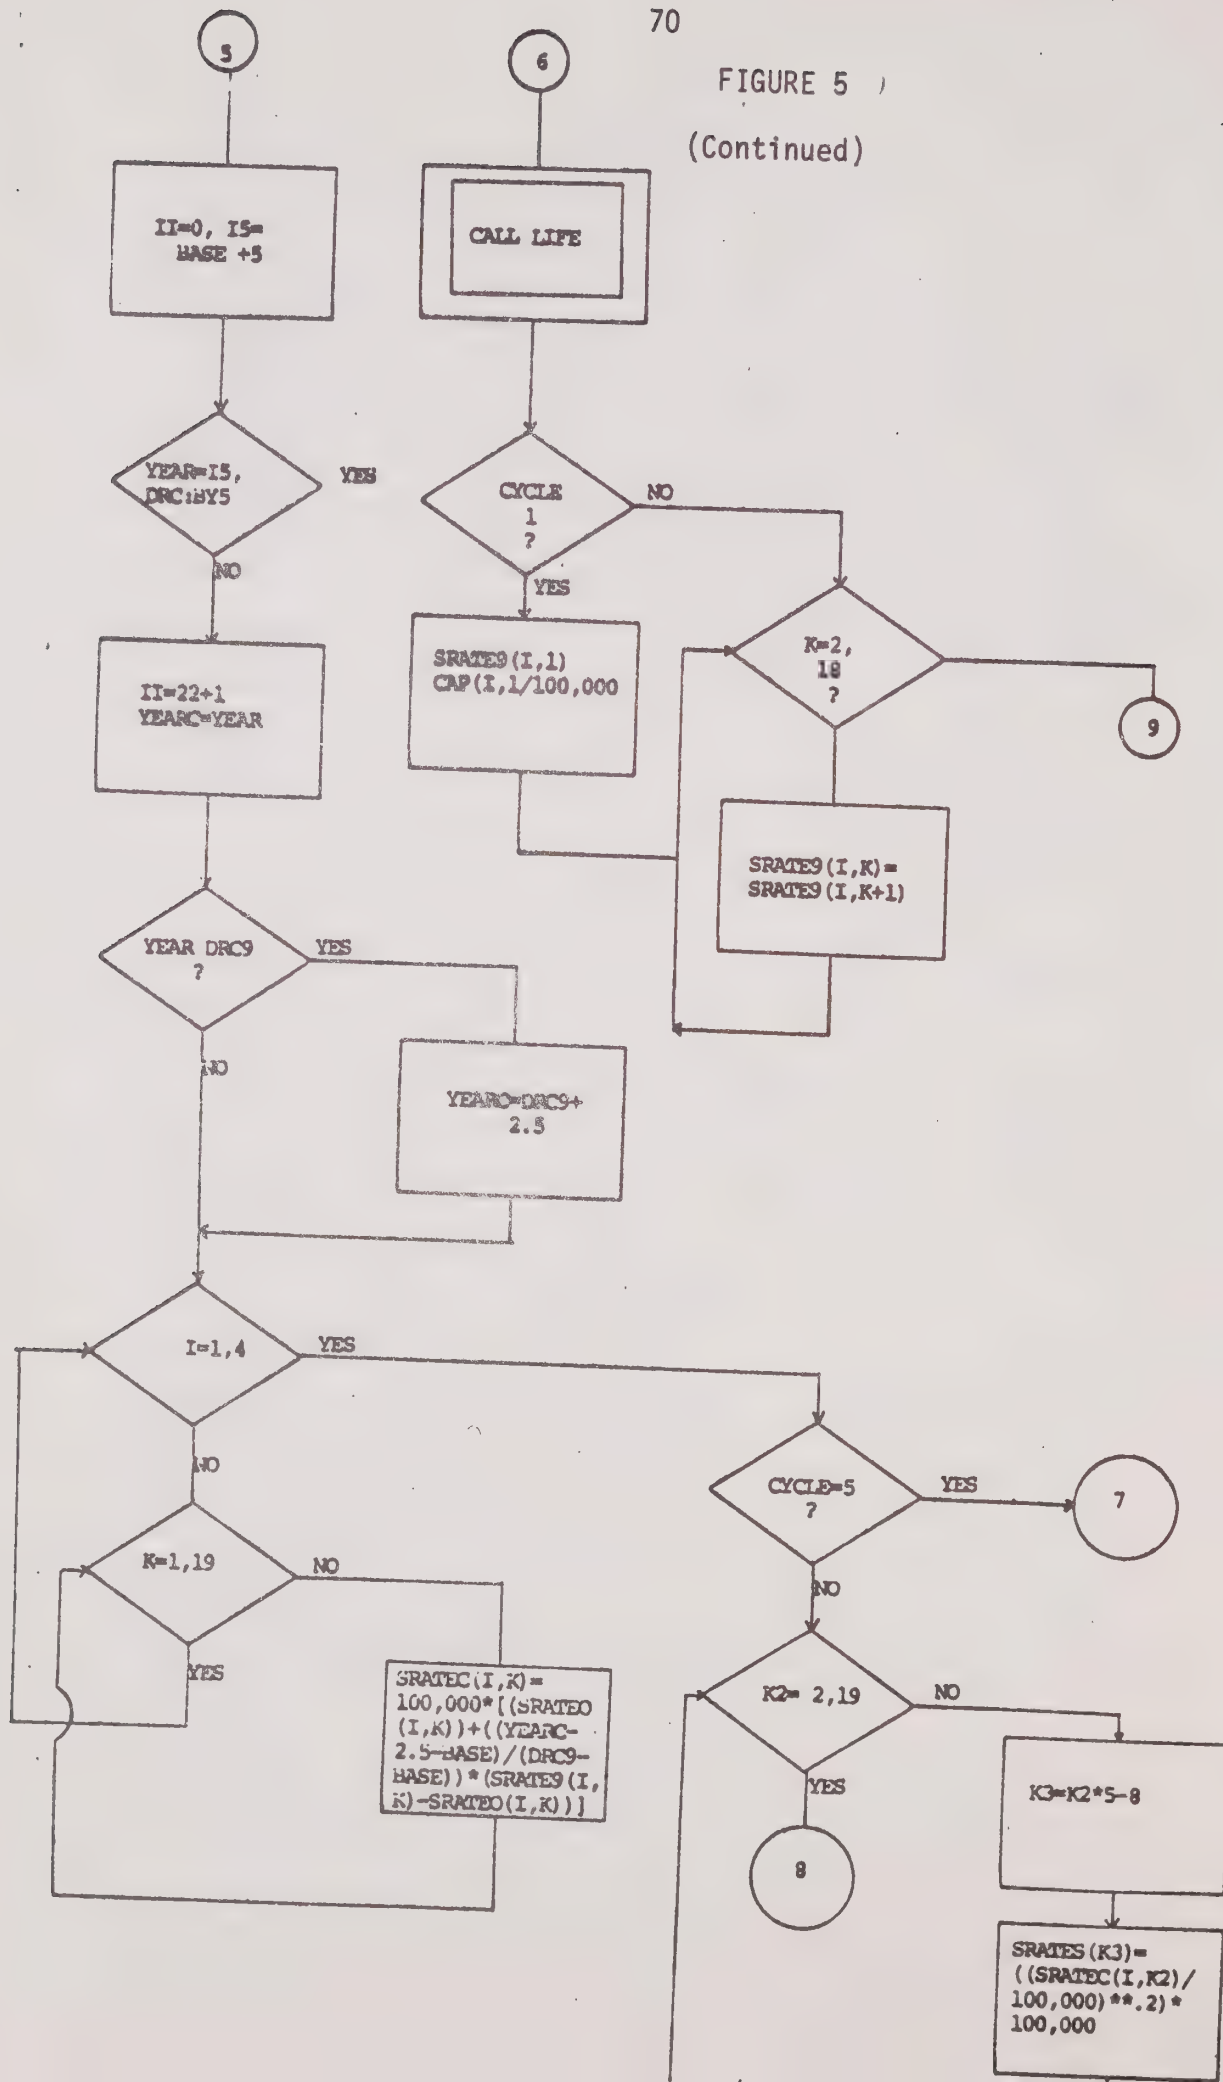 70
FIGURE 5
(Continued)
5
II=0, I5=
BASE +5
YEAR=I5,
DRC:BY5
YES
NO
II=22+1
YEARC=YEAR
YEAR DRC9
?
YES
NO
YEARC=DRC9+
2.5
I=1,4
YES
NO
K=1,19
NO
YES
SRATEC(I,K)=
100,000*[(SRATEO
(I,K))+((YEARC-
2.5-BASE)/(DRC9-
BASE))*(SRATE9(I,
K)-SRATEO(I,K))]
6
CALL LIFE
CYCLE
1
?
NO
YES
SRATE9(I,1)
CAP(I,1/100,000
K=2,
18
?
9
SRATE9(I,K)=
SRATE9(I,K+1)
CYCLE=5
?
YES
7
NO
K2= 2,19
NO
YES
8
K3=K2*5-8
SRATES(K3)=
((SRATEC(I,K2)/
100,000)**.2)*
100,000